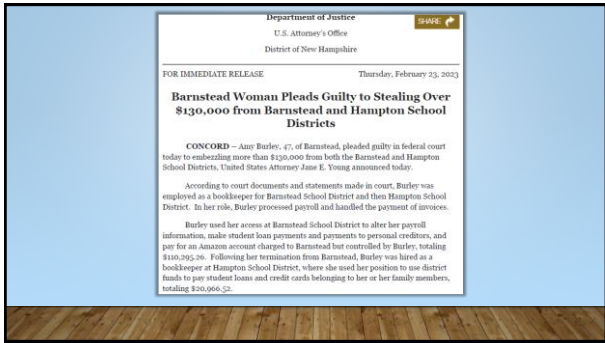 Department of Justice
SHARE
U.S. Attorney's Office
District of New Hampshire
FOR IMMEDIATE RELEASE Thursday, February 23, 2023
Barnstead Woman Pleads Guilty to Stealing Over
$130,000 from Barnstead and Hampton School
Districts
CONCORD – Amy Burley, 47, of Barnstead, pleaded guilty in federal court
today to embezzling more than $130,000 from both the Barnstead and Hampton
School Districts, United States Attorney Jane E. Young announced today.
According to court documents and statements made in court, Burley was
employed as a bookkeeper for Barnstead School District and then Hampton School
District. In her role, Burley processed payroll and handled the payment of invoices.
Burley used her access at Barnstead School District to alter her payroll
information, make student loan payments and payments to personal creditors, and
pay for an Amazon account charged to Barnstead but controlled by Burley, totaling
$110,295.26. Following her termination from Barnstead, Burley was hired as a
bookkeeper at Hampton School District, where she used her position to use district
funds to pay student loans and credit cards belonging to her or her family members,
totaling $20,966.52.